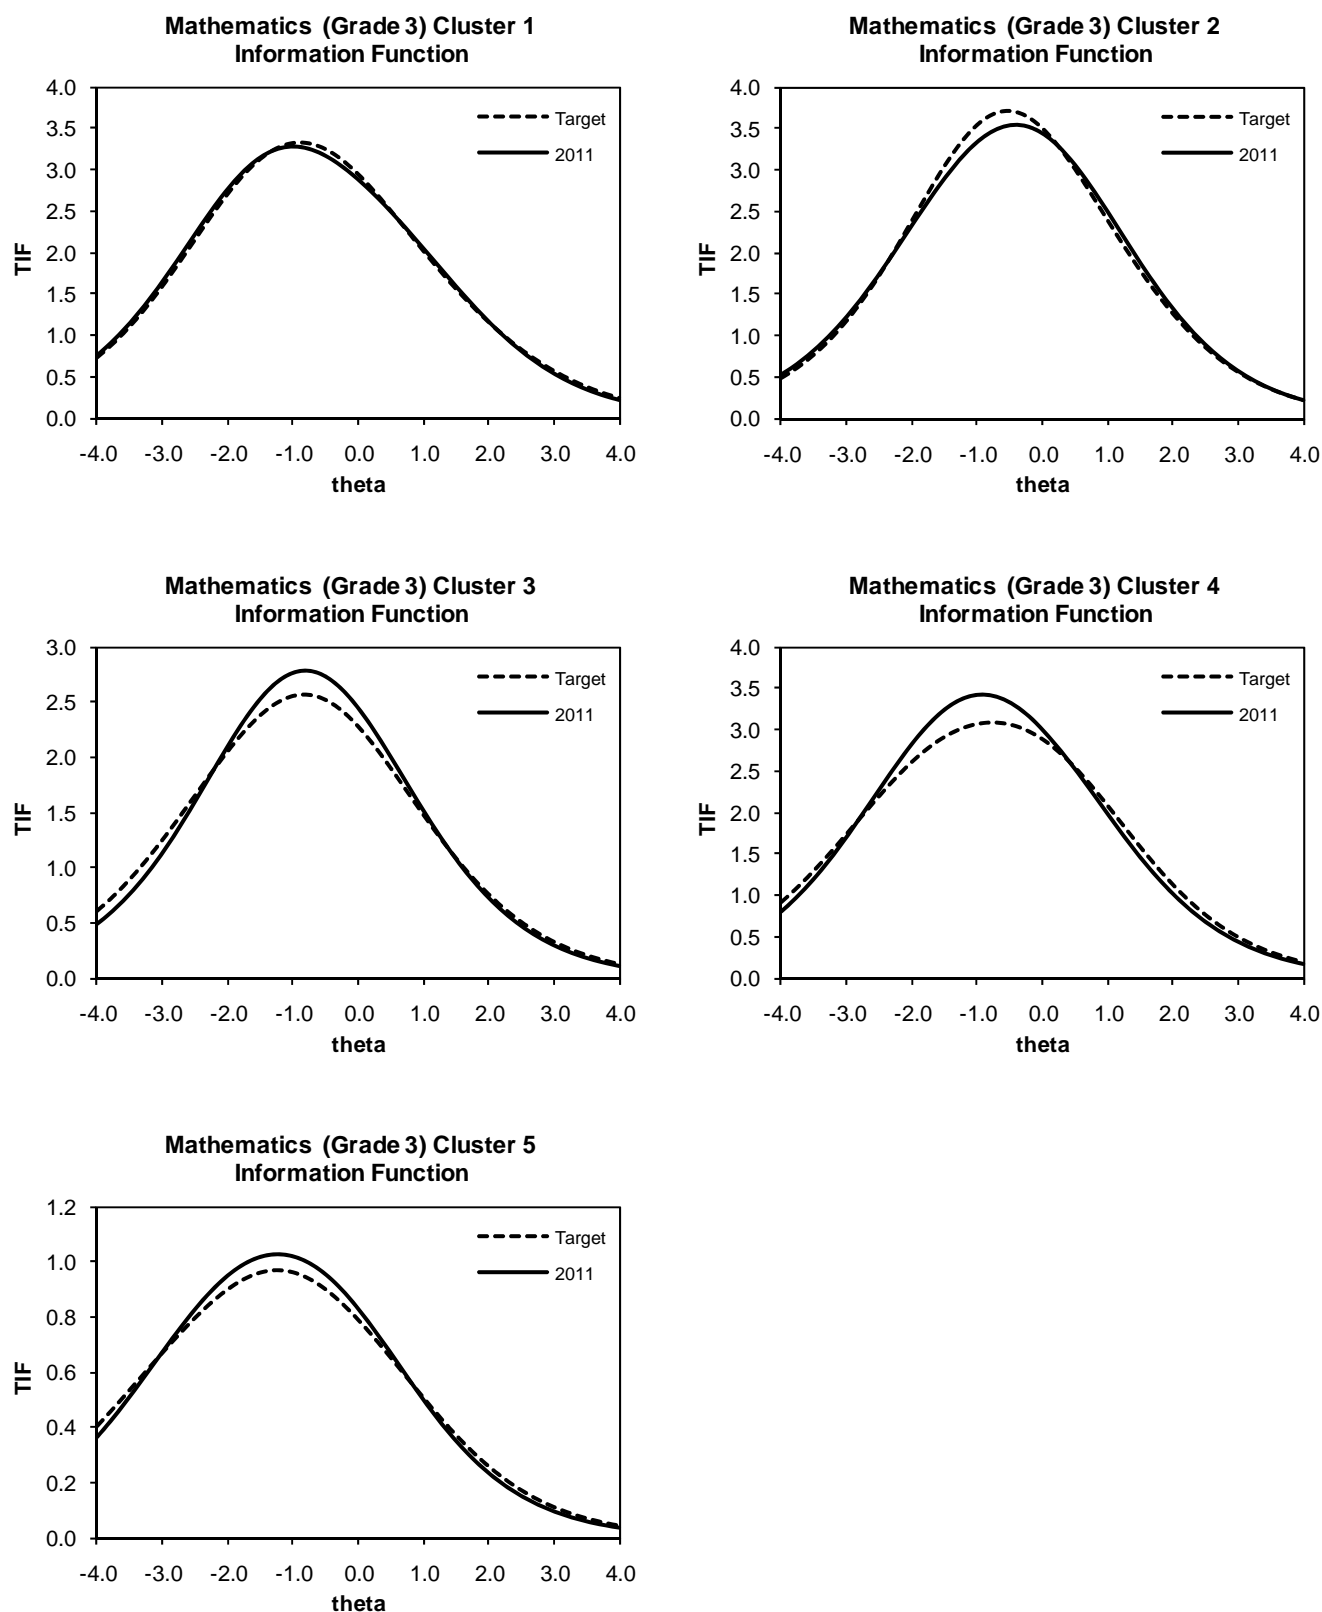 Mathematics (Grade 3) Cluster 1
Information Function
4.0
3.5
3.0
2.5
2.0
1.5
1.0
0.5
0.0
TIF
Target
2011
-4.0 -3.0 -2.0 -1.0 0.0 1.0 2.0 3.0 4.0
theta
Mathematics (Grade 3) Cluster 2
Information Function
4.0
3.5
3.0
2.5
2.0
1.5
1.0
0.5
0.0
TIF
Target
2011
-4.0 -3.0 -2.0 -1.0 0.0 1.0 2.0 3.0 4.0
theta
Mathematics (Grade 3) Cluster 3
Information Function
3.0
2.5
2.0
1.5
1.0
0.5
0.0
TIF
Target
2011
-4.0 -3.0 -2.0 -1.0 0.0 1.0 2.0 3.0 4.0
theta
Mathematics (Grade 3) Cluster 4
Information Function
4.0
3.5
3.0
2.5
2.0
1.5
1.0
0.5
0.0
TIF
Target
2011
-4.0 -3.0 -2.0 -1.0 0.0 1.0 2.0 3.0 4.0
theta
Mathematics (Grade 3) Cluster 5
Information Function
1.2
1.0
0.8
0.6
0.4
0.2
0.0
TIF
Target
2011
-4.0 -3.0 -2.0 -1.0 0.0 1.0 2.0 3.0 4.0
theta